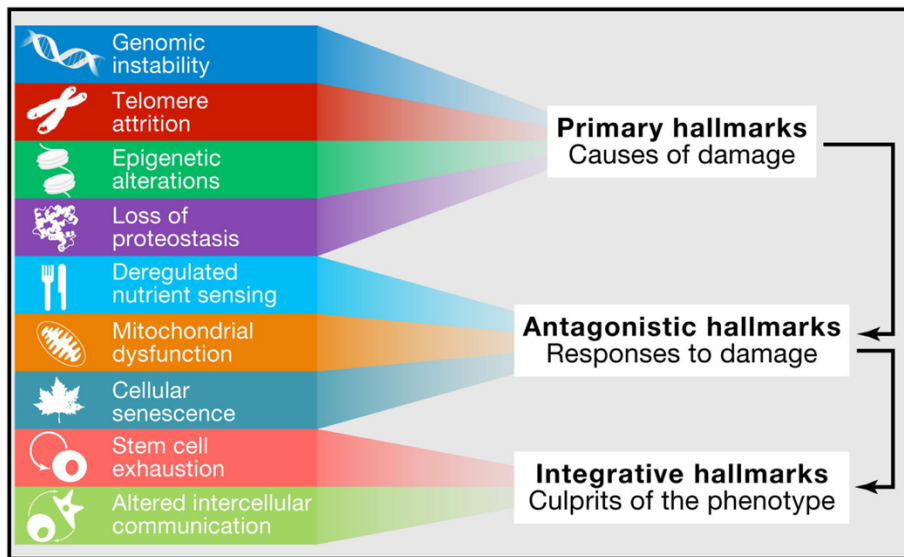 Genomic
instability
Telomere
attrition
Epigenetic
alterations
Loss of
proteostasis
Deregulated
nutrient sensing
Mitochondrial
dysfunction
Cellular
senescence
Stem cell
exhaustion
Altered intercellular
communication
Primary hallmarks
Causes of damage
Antagonistic hallmarks
Responses to damage
Integrative hallmarks
Culprits of the phenotype